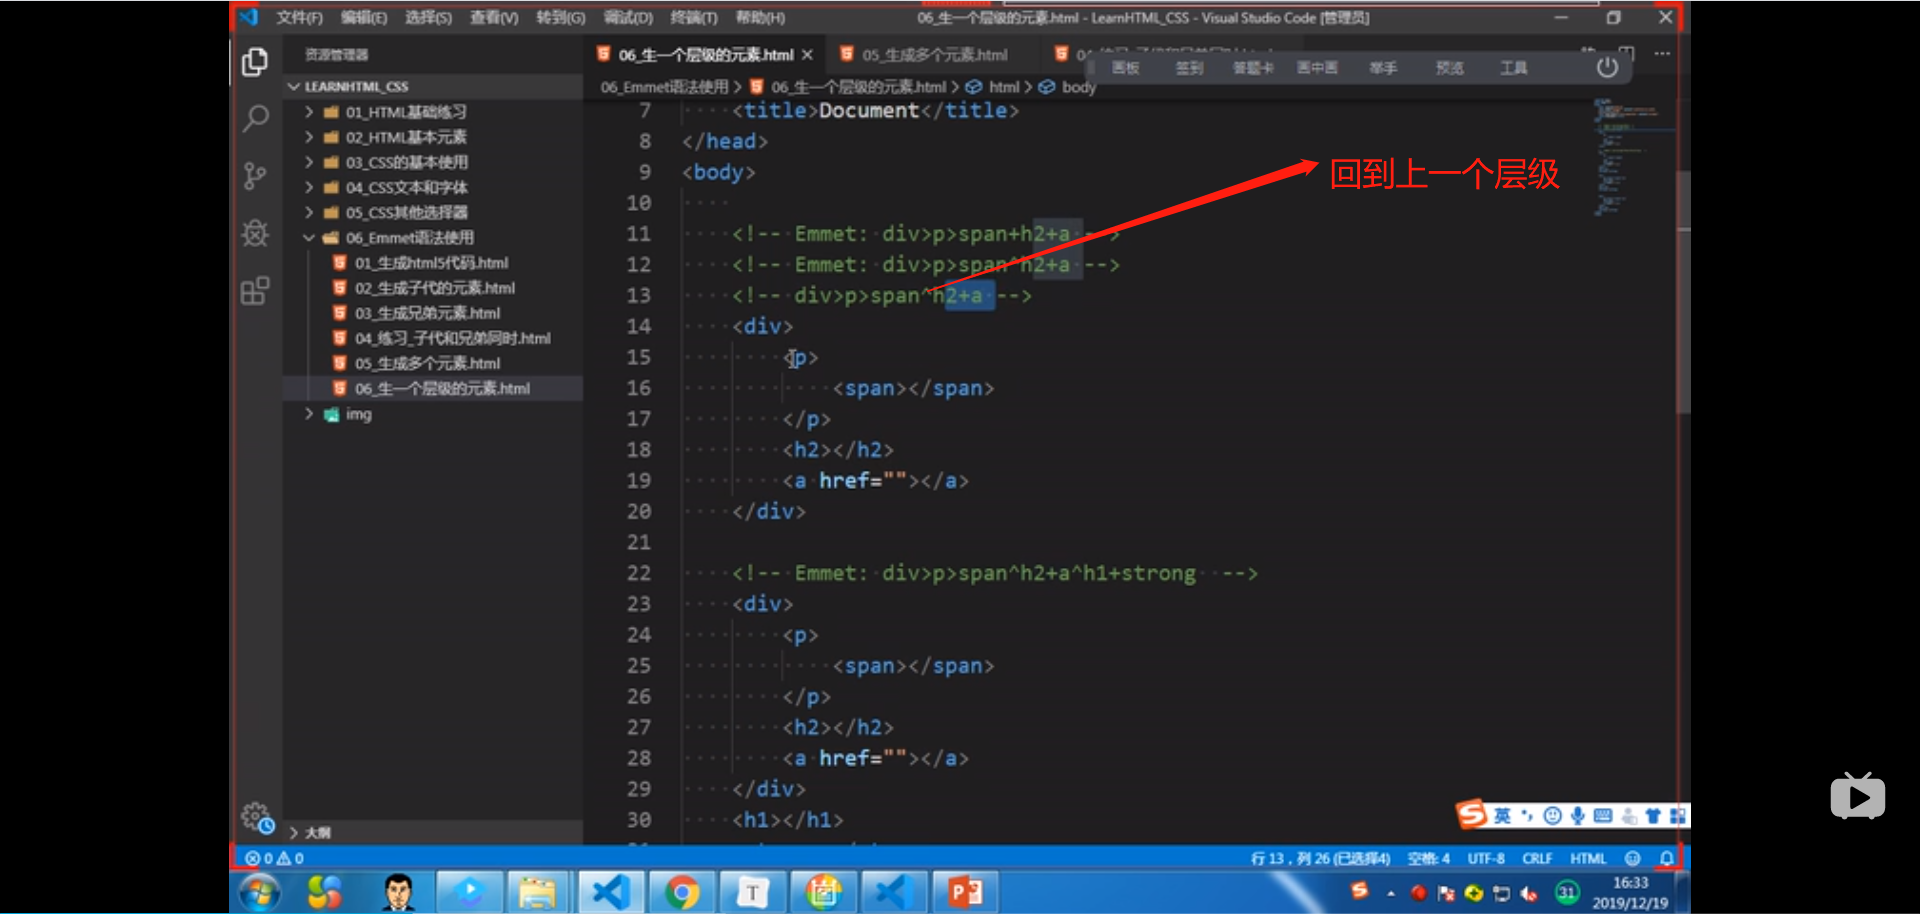 文件(F) 编辑(E) 选择(S) 查看(V) 转到(G) 调试(D) 终端(T) 帮助(H) 06_生一个层级的元素.html - LearnHTML_CSS - Visual Studio Code [管理员]
资源管理器
06_生一个层级的元素.html
05_生成多个元素.html
画板 签到 答题卡 画中画 举手 预览 工具
LEARNHTML_CSS
06_Emmet语法使用 > 06_生一个层级的元素.html > html > body
01_HTML基础练习
02_HTML基本元素
03_CSS的基本使用
04_CSS文本和字体
05_CSS其他选择器
06_Emmet语法使用
01_生成html5代码.html
02_生成子代的元素.html
03_生成兄弟元素.html
04_练习_子代和兄弟同时.html
05_生成多个元素.html
06_生一个层级的元素.html
img
大纲
7 <title>Document</title>
8 </head>
9 <body>
回到上一个层级
10
11 <!-- Emmet: div>p>span+h2+a -->
12 <!-- Emmet: div>p>span^h2+a -->
13 <!-- div>p>span^h2+a -->
14 <div>
15 <p>
16 <span></span>
17 </p>
18 <h2></h2>
19 <a href=""></a>
20 </div>
21
22 <!-- Emmet: div>p>span^h2+a^h1+strong -->
23 <div>
24 <p>
25 <span></span>
26 </p>
27 <h2></h2>
28 <a href=""></a>
29 </div>
30 <h1></h1>
英
0 0 行 13，列 26 (已选择4) 空格: 4 UTF-8 CRLF HTML
31
16:33
2019/12/19